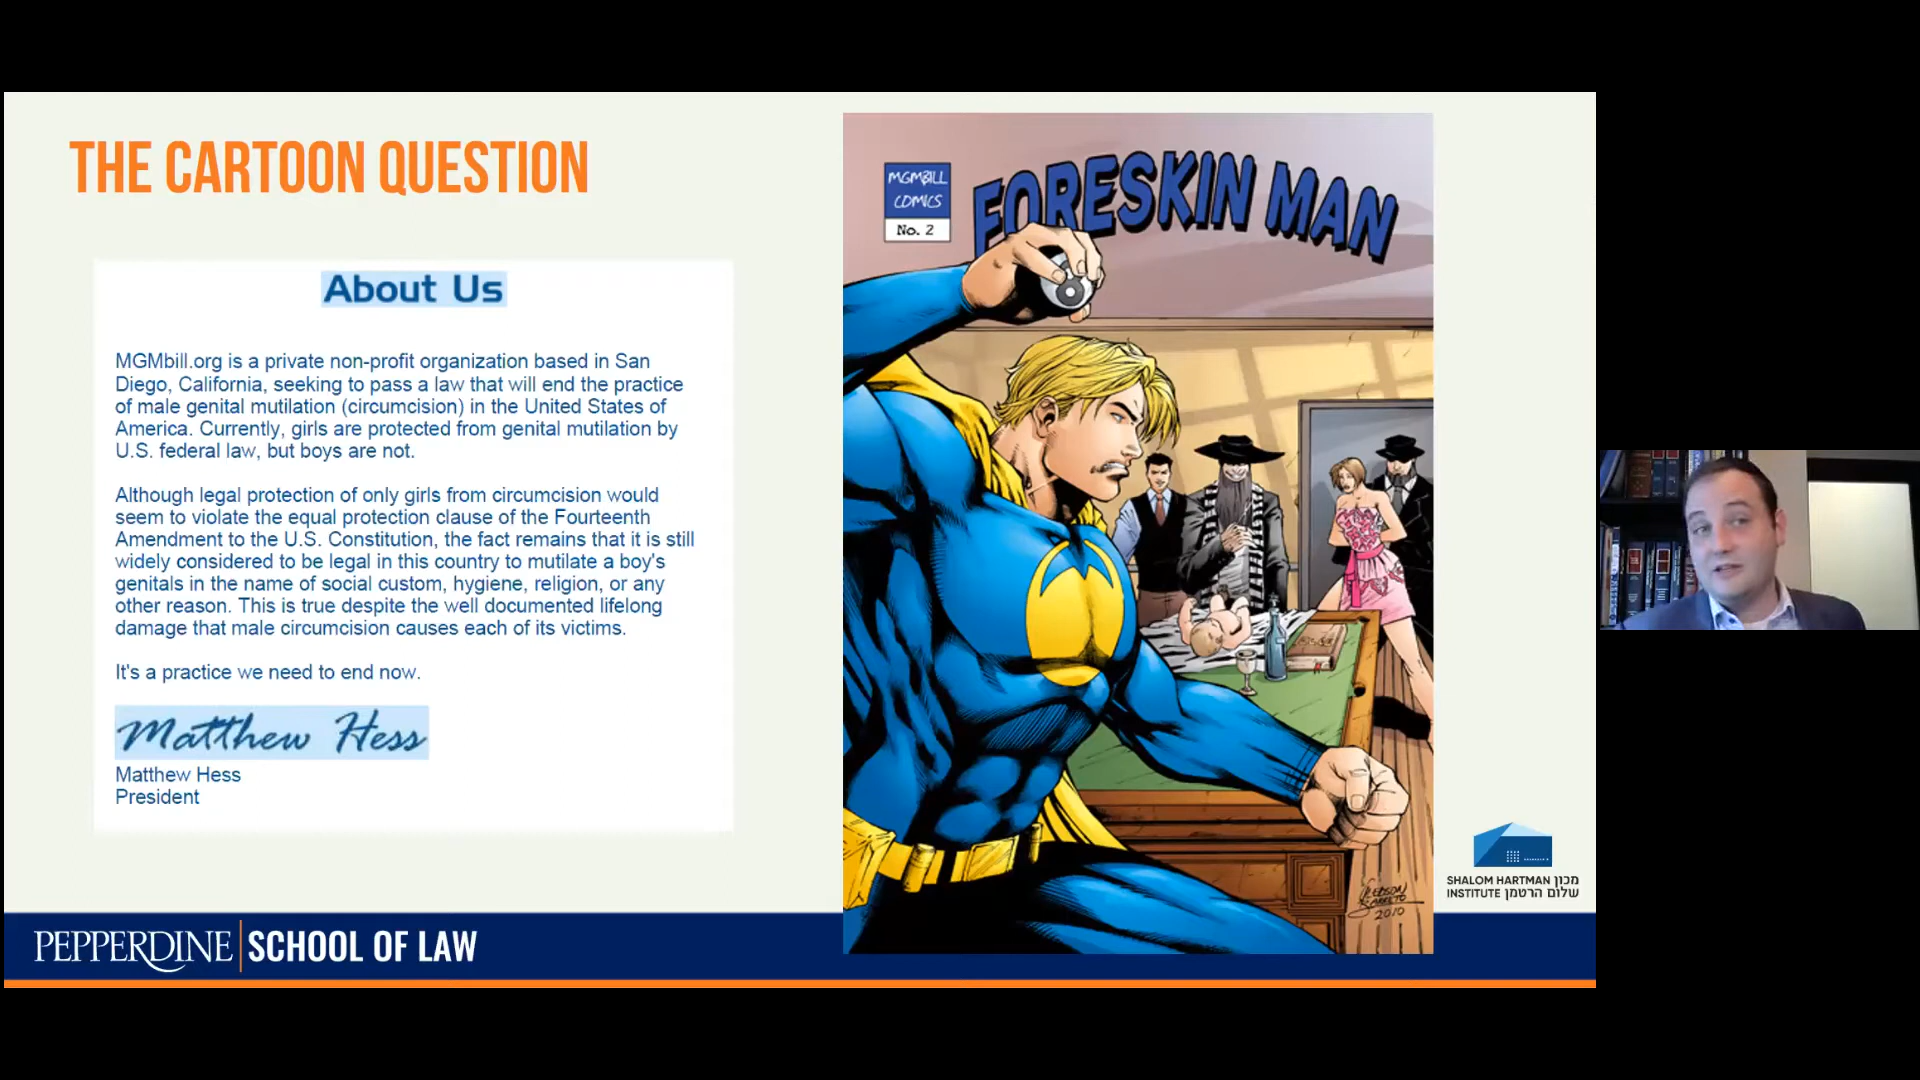 THE CARTOON QUESTION
About Us
MGMbill.org is a private non-profit organization based in San
Diego, California, seeking to pass a law that will end the practice
of male genital mutilation (circumcision) in the United States of
America. Currently, girls are protected from genital mutilation by
U.S. federal law, but boys are not.
Although legal protection of only girls from circumcision would
seem to violate the equal protection clause of the Fourteenth
Amendment to the U.S. Constitution, the fact remains that it is still
widely considered to be legal in this country to mutilate a boy's
genitals in the name of social custom, hygiene, religion, or any
other reason. This is true despite the well documented lifelong
damage that male circumcision causes each of its victims.
It's a practice we need to end now.
Matthew Hess
Matthew Hess
President
MGMBILL
COMICS
No. 2
FORESKIN MAN
2010
SHALOM HARTMAN מכון
INSTITUTE שלום הרטמן
PEPPERDINE SCHOOL OF LAW